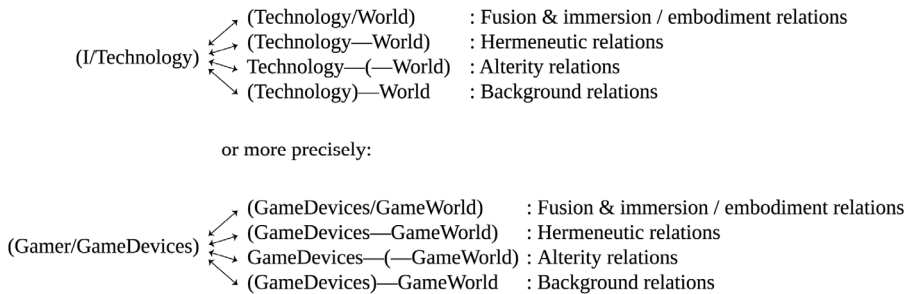 (Technology/World) : Fusion & immersion / embodiment relations
(Technology—World) : Hermeneutic relations
(I/Technology)
Technology—(—World) : Alterity relations
(Technology)—World : Background relations
or more precisely:
(GameDevices/GameWorld) : Fusion & immersion / embodiment relations
(GameDevices—GameWorld) : Hermeneutic relations
(Gamer/GameDevices)
GameDevices—(—GameWorld) : Alterity relations
(GameDevices)—GameWorld : Background relations